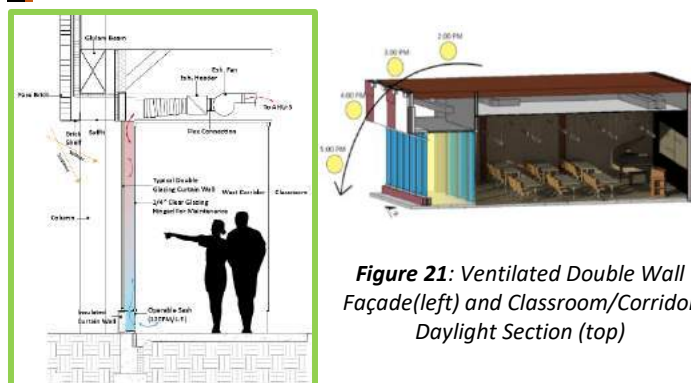 Glulam Beam
Exh. Fan
Exh. Header
Face Brick
To AHU-5
Brick
Shelf
Soffit
Flex Connection
Summer
Typical Double
Glazing Curtain Wall
West Corridor
Classroom
1/4" Clear Glazing
Hinged For Maintenance
Column
Insulated
Curtain Wall
Operable Sash
2:00 PM
3:00 PM
4:00 PM
5:00 PM
Figure 21: Ventilated Double Wall
Façade(left) and Classroom/Corridor
Daylight Section (top)